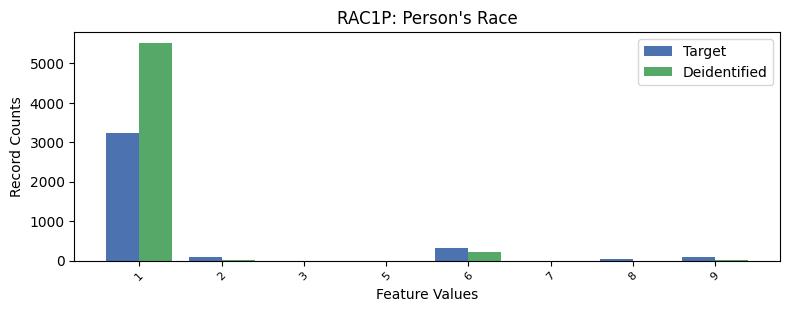 RAC1P: Person's Race
Target
Deidentified
Record Counts
5000
4000
3000
2000
1000
0
1 2 3 5 6 7 8 9
Feature Values